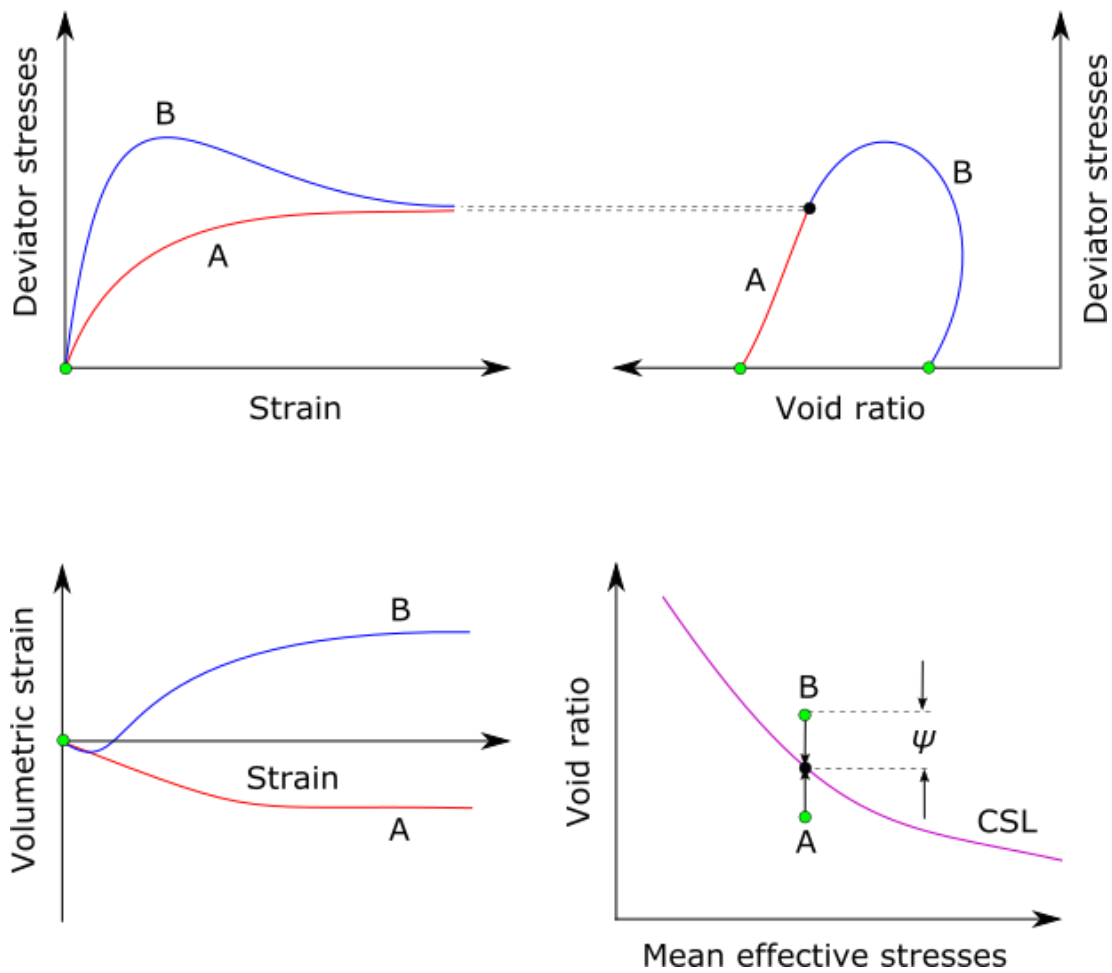 Deviator stresses
B
A
Strain
B
A
Void ratio
Deviator stresses
Volumetric strain
B
Strain
A
Void ratio
B
ψ
A
CSL
Mean effective stresses